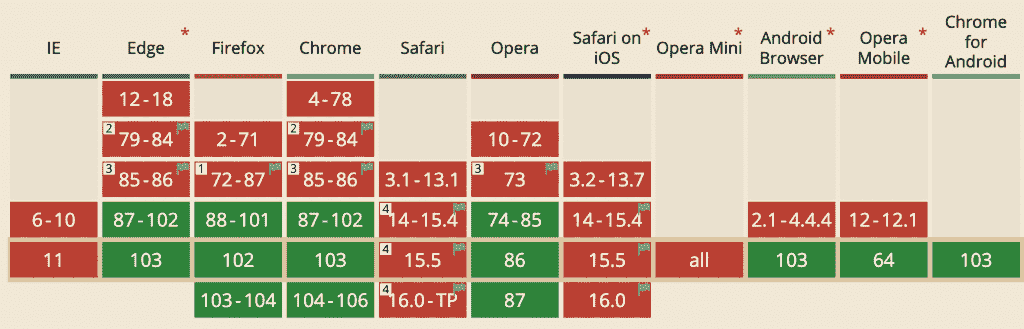 IE Edge * Firefox Chrome Safari Opera Safari on iOS * Opera Mini * Android Browser * Opera Mobile * Chrome for Android
12-18 4-78
2 79-84 2-71 2 79-84 10-72
3 85-86 1 72-87 3 85-86 3.1-13.1 3 73 3.2-13.7
6-10 87-102 88-101 87-102 4 14-15.4 74-85 14-15.4 2.1-4.4.4 12-12.1
11 103 102 103 4 15.5 86 15.5 all 103 64 103
103-104 104-106 4 16.0-TP 87 16.0